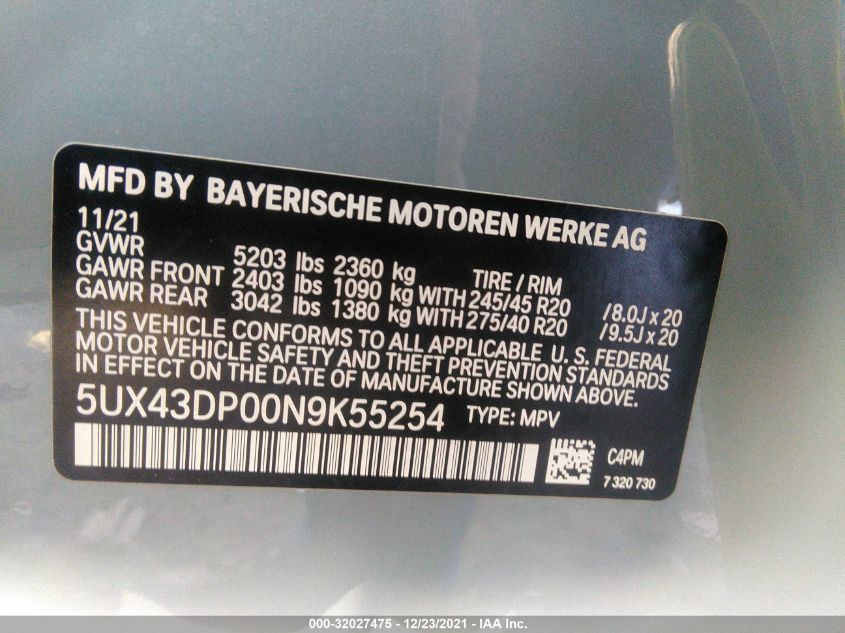 MFD BY BAYERISCHE MOTOREN WERKE AG
11/21
GVWR 5203 lbs 2360 kg TIRE / RIM
GAWR FRONT 2403 lbs 1090 kg WITH 245/45 R20 /8.0J x 20
GAWR REAR 3042 lbs 1380 kg WITH 275/40 R20 /9.5J x 20
THIS VEHICLE CONFORMS TO ALL APPLICABLE U. S. FEDERAL
MOTOR VEHICLE SAFETY AND THEFT PREVENTION STANDARDS
IN EFFECT ON THE DATE OF MANUFACTURE SHOWN ABOVE.
5UX43DP00N9K55254 TYPE: MPV
C4PM
7 320 730
000-32027475 - 12/23/2021 - IAA Inc.